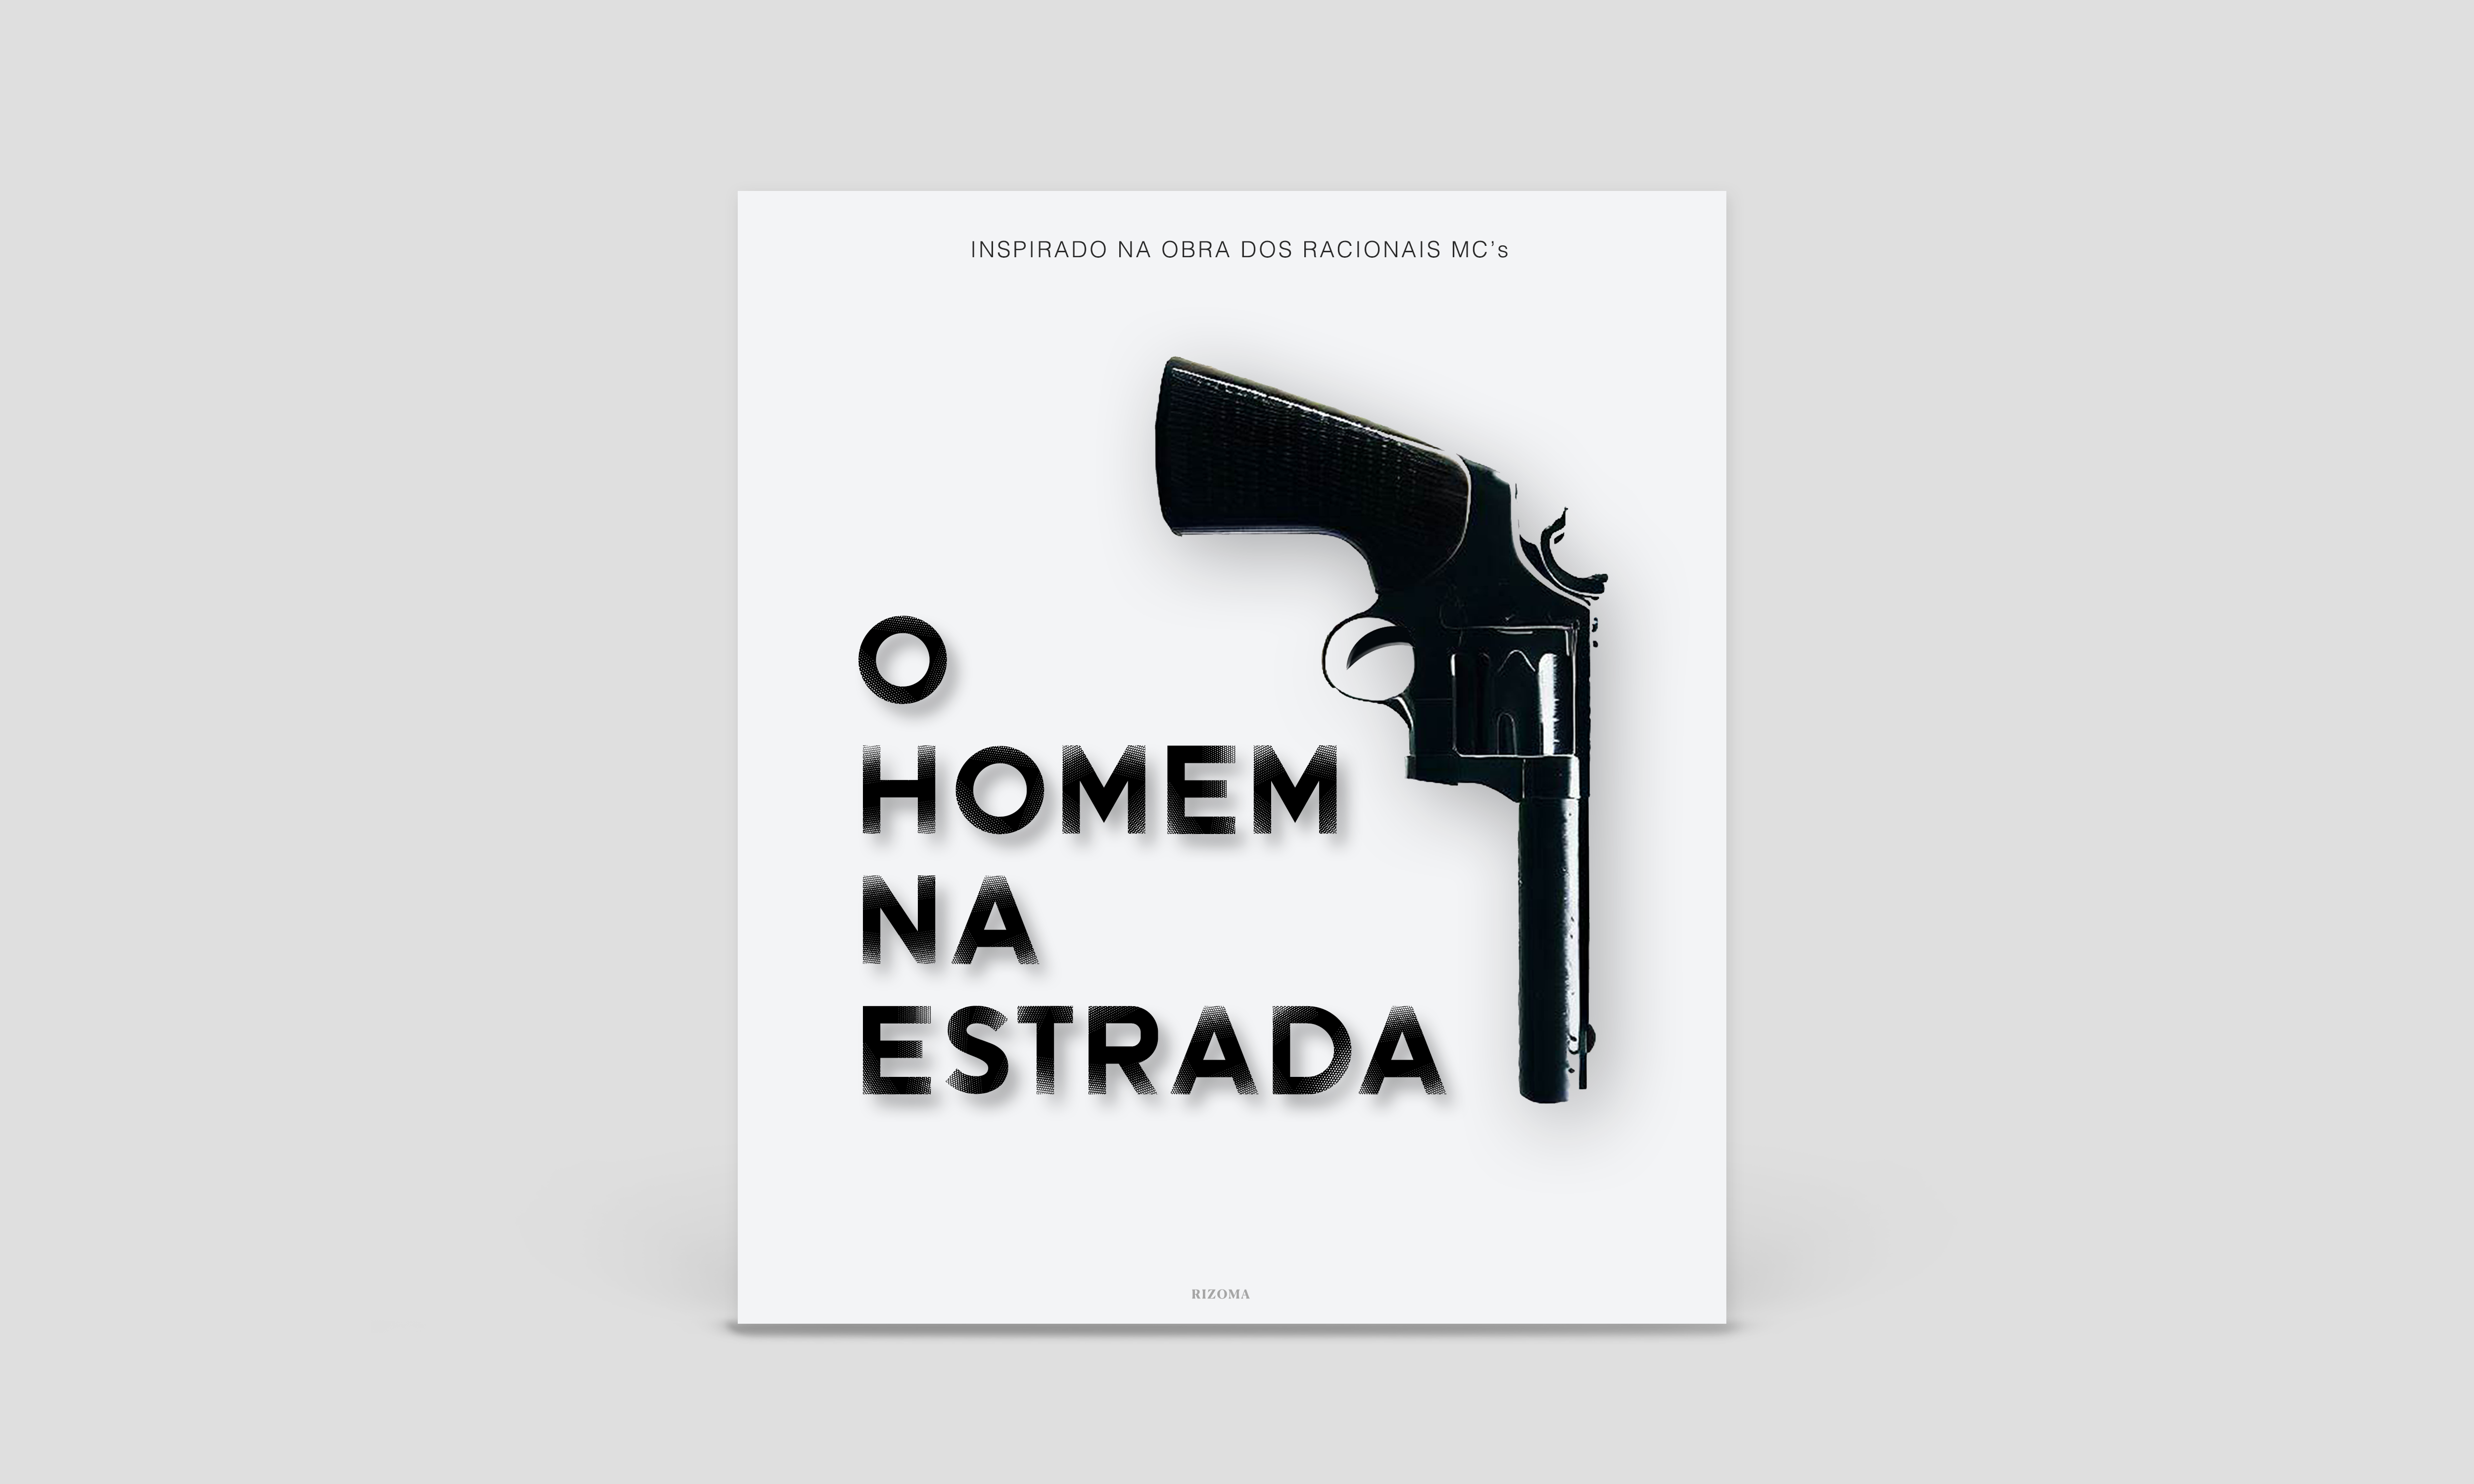 INSPIRADO NA OBRA DOS RACIONAIS MC's
O
HOMEM
NA
ESTRADA
RIZOMA